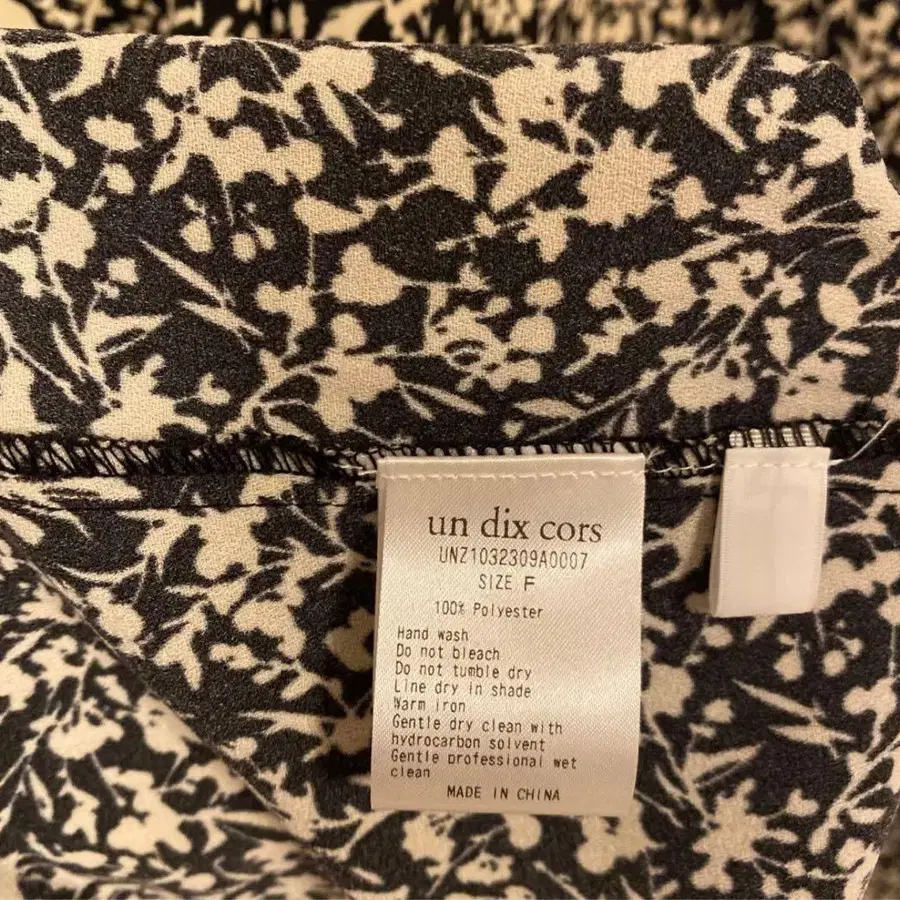 un dix cors
UNZ1032309A0007
SIZE F
100% Polyester
Hand wash
Do not bleach
Do not tumble dry
Line dry in shade
Warm iron
Gentle dry clean with
hydrocarbon solvent
Gentle professional wet
clean
MADE IN CHINA